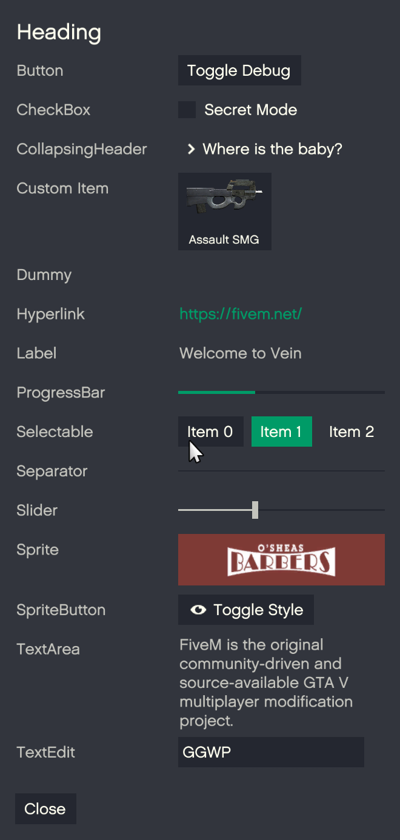 Heading
Button Toggle Debug
CheckBox Secret Mode
CollapsingHeader Where is the baby?
Custom Item
Assault SMG
Dummy
Hyperlink https://fivem.net/
Label Welcome to Vein
ProgressBar
Selectable Item 0 Item 1 Item 2
Separator
Slider
Sprite O'SHEAS
BARBERS
SpriteButton Toggle Style
TextArea FiveM is the original
community-driven and
source-available GTA V
multiplayer modification
project.
TextEdit GGWP
Close